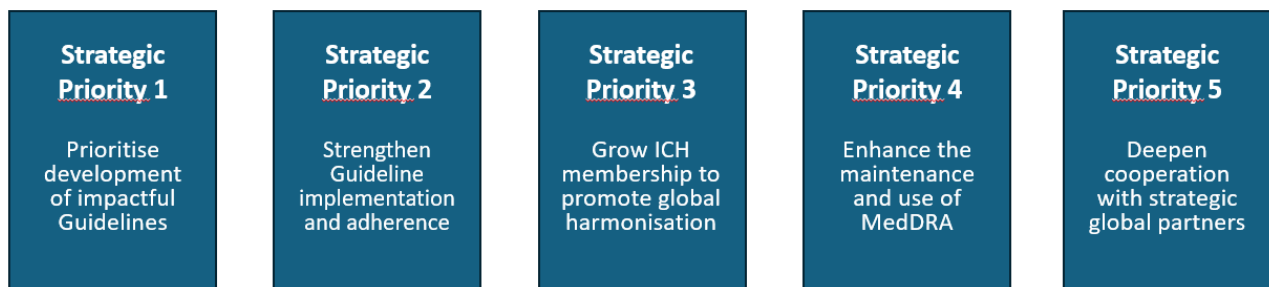 Strategic
Priority 1
Prioritise
development
of impactful
Guidelines
Strategic
Priority 2
Strengthen
Guideline
implementation
and adherence
Strategic
Priority 3
Grow ICH
membership to
promote global
harmonisation
Strategic
Priority 4
Enhance the
maintenance
and use of
MedDRA
Strategic
Priority 5
Deepen
cooperation
with strategic
global partners